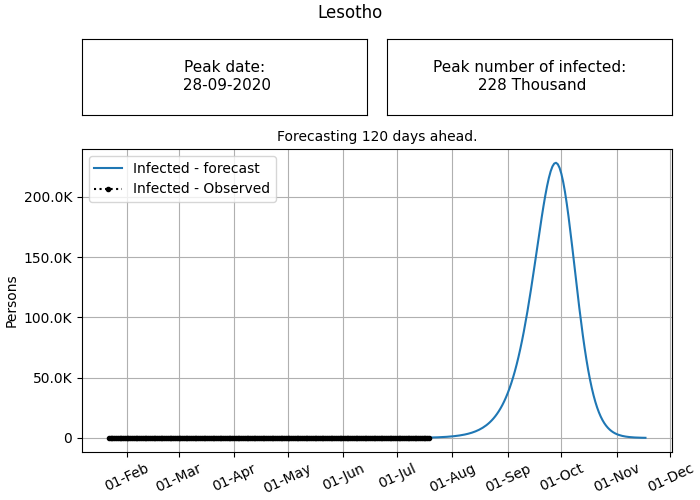 Lesotho
Peak date:
28-09-2020
Peak number of infected:
228 Thousand
Forecasting 120 days ahead.
Infected - forecast
Infected - Observed
Persons
200.0K
150.0K
100.0K
50.0K
0
01-Feb
01-Mar
01-Apr
01-May
01-Jun
01-Jul
01-Aug
01-Sep
01-Oct
01-Nov
01-Dec